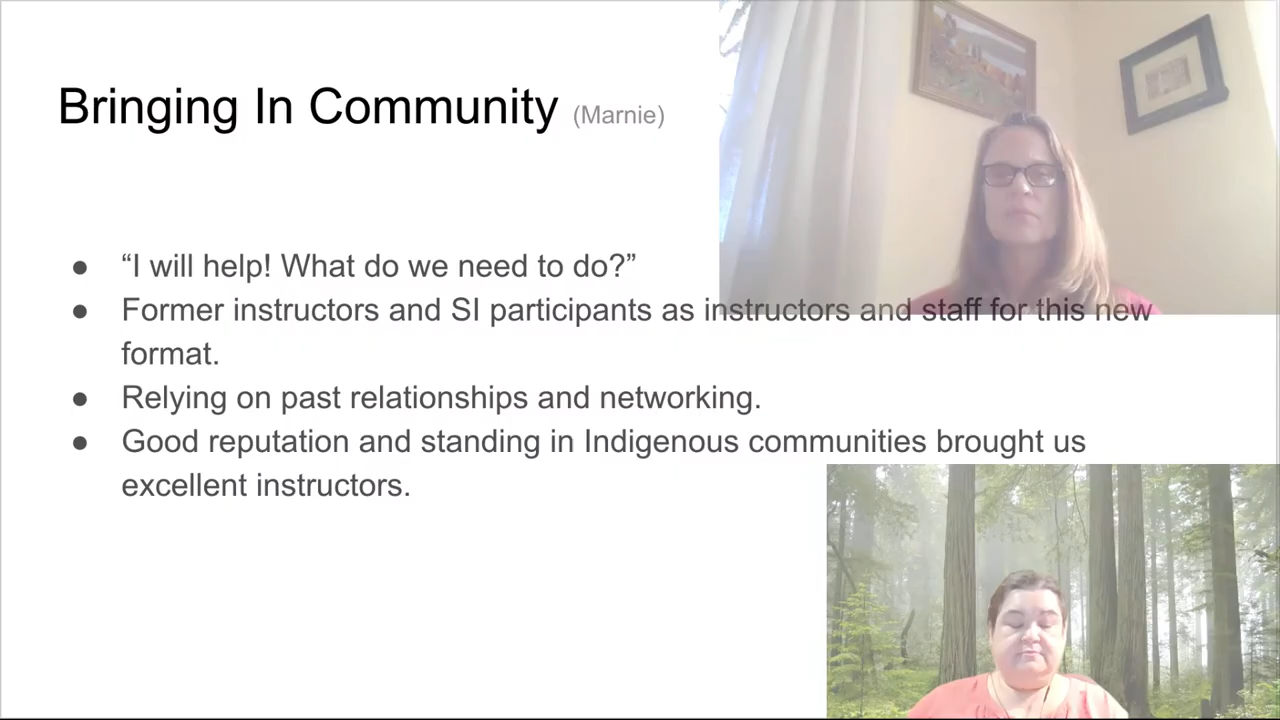 Bringing In Community (Marnie)
● “I will help! What do we need to do?”
● Former instructors and SI participants as instructors and staff for this new
format.
● Relying on past relationships and networking.
● Good reputation and standing in Indigenous communities brought us
excellent instructors.